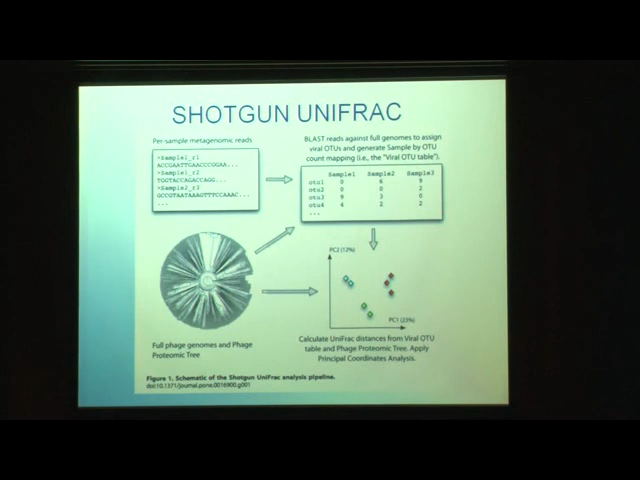 SHOTGUN UNIFRAC
Per-sample metagenomic reads
>Sample1_r1
ACCGAATTGAACCCGGAA...
>Sample1_r2
TGGTACCAGACCAGG...
>Sample2_r3
GCCGTAATAAAGTTTCCAAAC...
...
BLAST reads against full genomes to assign
viral OTUs and generate Sample by OTU
count mapping (i.e., the "Viral OTU table").
Sample1 Sample2 Sample3
otu1 0 6 9
otu2 0 0 2
otu3 9 3 0
otu4 4 2 2
...
Full phage genomes and Phage
Proteomic Tree
PC2 (12%)
PC1 (23%)
Calculate UniFrac distances from Viral OTU
table and Phage Proteomic Tree. Apply
Principal Coordinates Analysis.
Figure 1. Schematic of the Shotgun UniFrac analysis pipeline.
doi:10.1371/journal.pone.0016900.g001